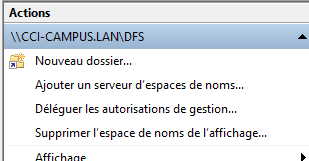 Actions
\\CCI-CAMPUS.LAN\DFS
Nouveau dossier...
Ajouter un serveur d'espaces de noms...
Déléguer les autorisations de gestion...
Supprimer l'espace de noms de l'affichage...
Affichage